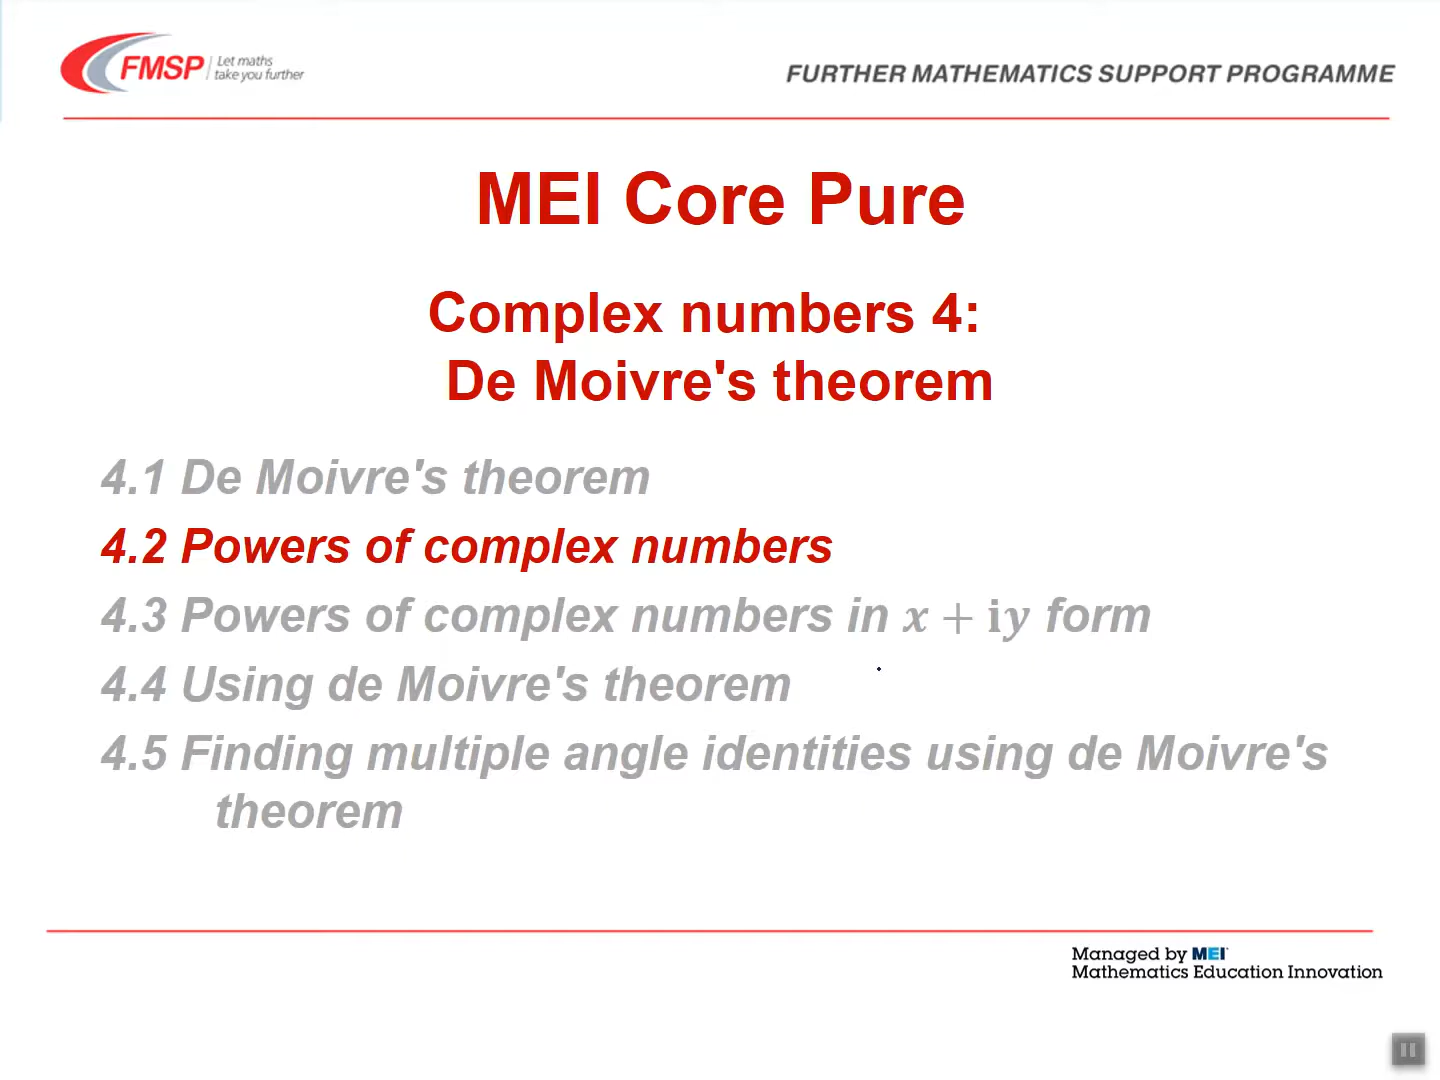 FMSP Let maths
take you further
FURTHER MATHEMATICS SUPPORT PROGRAMME
MEI Core Pure
Complex numbers 4:
De Moivre's theorem
4.1 De Moivre's theorem
4.2 Powers of complex numbers
4.3 Powers of complex numbers in x + iy form
4.4 Using de Moivre's theorem
4.5 Finding multiple angle identities using de Moivre's
theorem
Managed by MEI
Mathematics Education Innovation